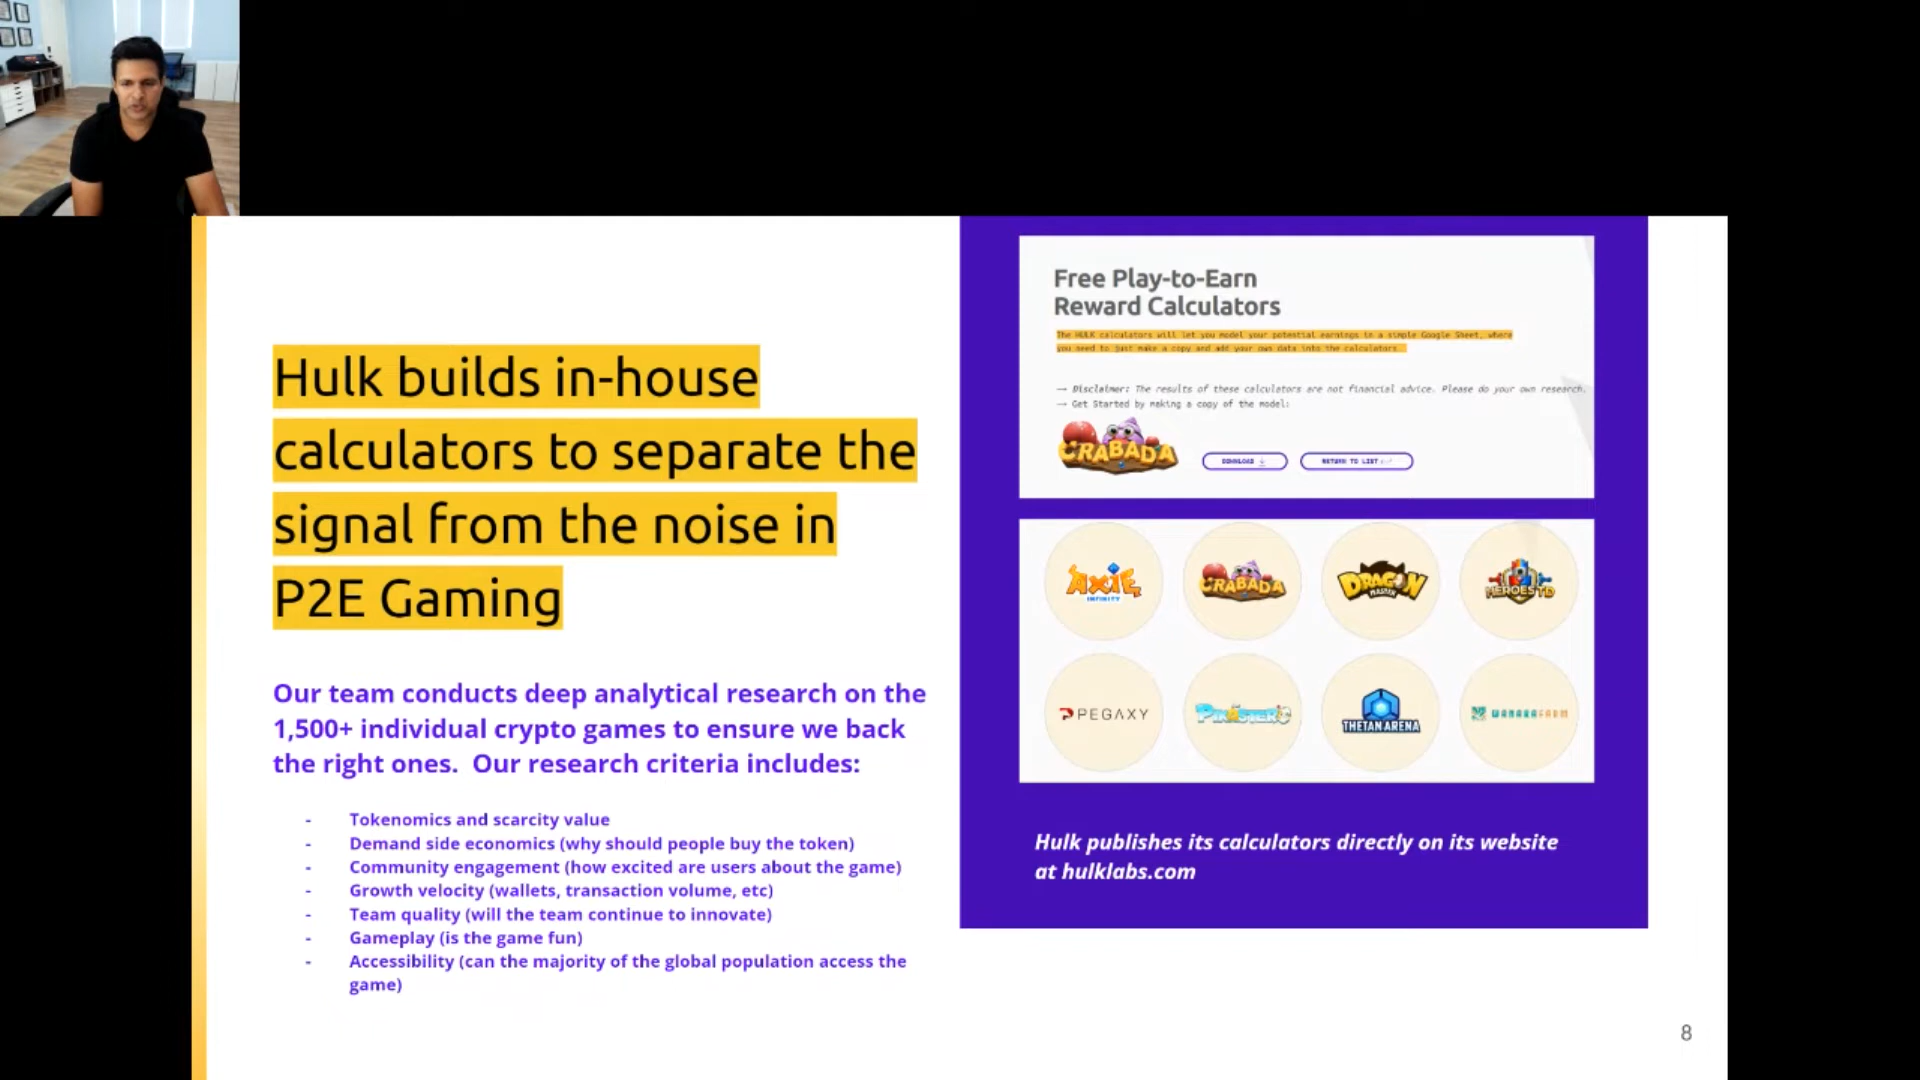 Hulk builds in-house
calculators to separate the
signal from the noise in
P2E Gaming
Our team conducts deep analytical research on the
1,500+ individual crypto games to ensure we back
the right ones. Our research criteria includes:
- Tokenomics and scarcity value
- Demand side economics (why should people buy the token)
- Community engagement (how excited are users about the game)
- Growth velocity (wallets, transaction volume, etc)
- Team quality (will the team continue to innovate)
- Gameplay (is the game fun)
- Accessibility (can the majority of the global population access the
game)
Free Play-to-Earn
Reward Calculators
The HULK calculators will let you model your potential earnings in a simple Google Sheet, where
you need to just make a copy and add your own data into the calculators.
→ Disclaimer: The results of these calculators are not financial advice. Please do your own research.
→ Get Started by making a copy of the model:
CRABADA
DOWNLOAD
RETURN TO LIST
AXIE
INFINITY
CRABADA
DRAGON
MASTER
HEROES TD
PEGAXY
THETAN ARENA
WANAKA FARM
Hulk publishes its calculators directly on its website
at hulklabs.com
8